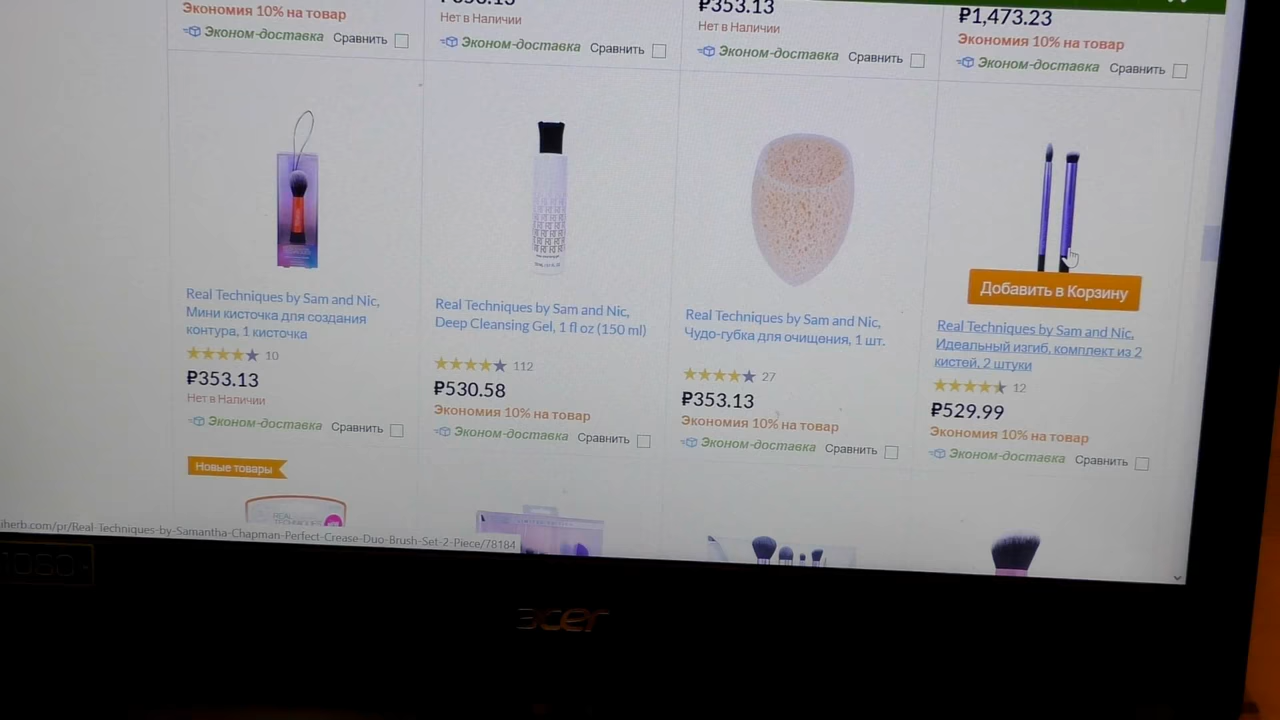 Экономия 10% на товар
Эконом-доставка Сравнить
Нет в Наличии
Эконом-доставка Сравнить
₽353.13
Нет в Наличии
Эконом-доставка Сравнить
₽1,473.23
Экономия 10% на товар
Эконом-доставка Сравнить
Real Techniques by Sam and Nic,
Мини кисточка для создания
контура, 1 кисточка
10
₽353.13
Нет в Наличии
Эконом-доставка Сравнить
Real Techniques by Sam and Nic,
Deep Cleansing Gel, 1 fl oz (150 ml)
112
₽530.58
Экономия 10% на товар
Эконом-доставка Сравнить
Real Techniques by Sam and Nic,
Чудо-губка для очищения, 1 шт.
27
₽353.13
Экономия 10% на товар
Эконом-доставка Сравнить
Добавить в Корзину
Real Techniques by Sam and Nic,
Идеальный изгиб, комплект из 2
кистей, 2 штуки
12
₽529.99
Экономия 10% на товар
Эконом-доставка Сравнить
Новые товары
REAL
iherb.com/pr/Real-Techniques-by-Samantha-Chapman-Perfect-Crease-Duo-Brush-Set-2-Piece/78184
acer